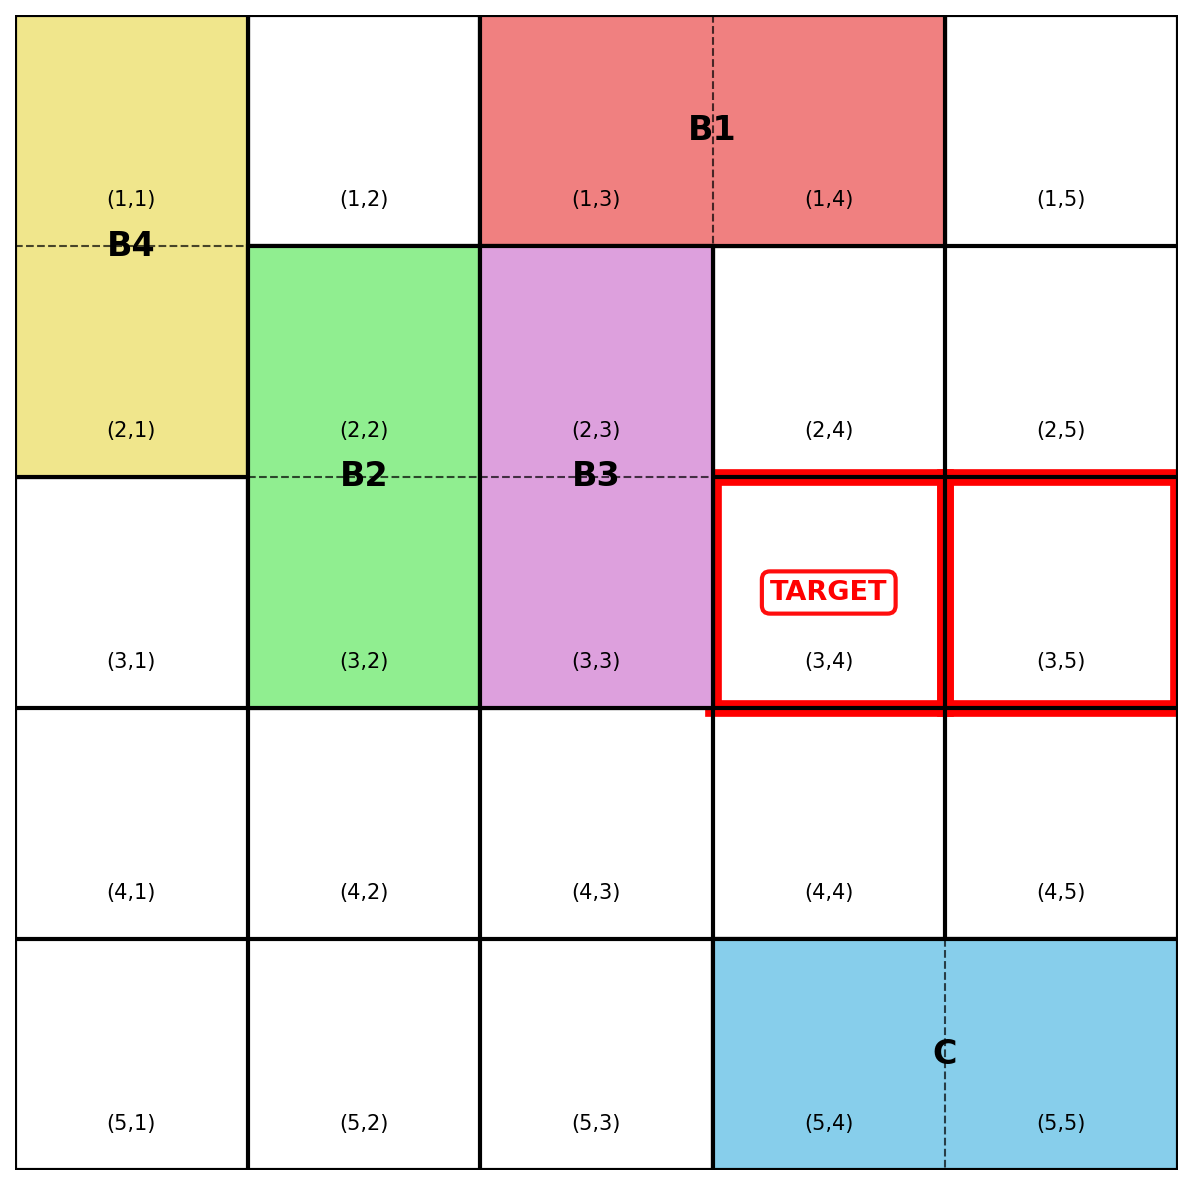 B1
(1,1) (1,2) (1,3) (1,4) (1,5)
B4
(2,1) (2,2) (2,3) (2,4) (2,5)
B2 B3
TARGET
(3,1) (3,2) (3,3) (3,4) (3,5)
(4,1) (4,2) (4,3) (4,4) (4,5)
C
(5,1) (5,2) (5,3) (5,4) (5,5)